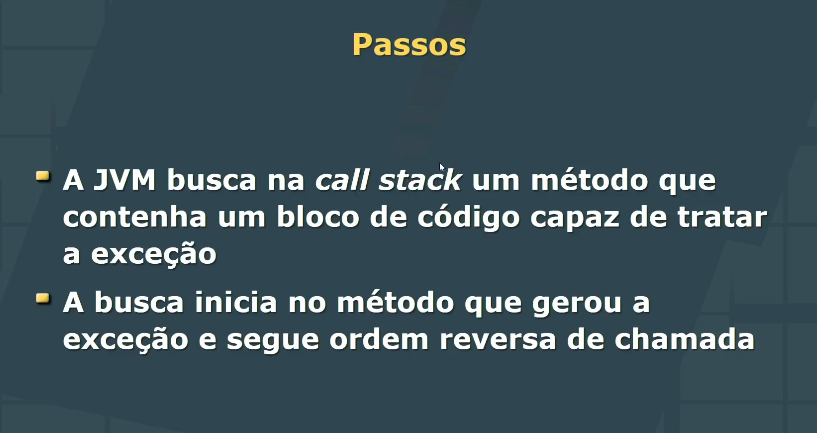 Passos
A JVM busca na call stack um método que
contenha um bloco de código capaz de tratar
a exceção
A busca inicia no método que gerou a
exceção e segue ordem reversa de chamada